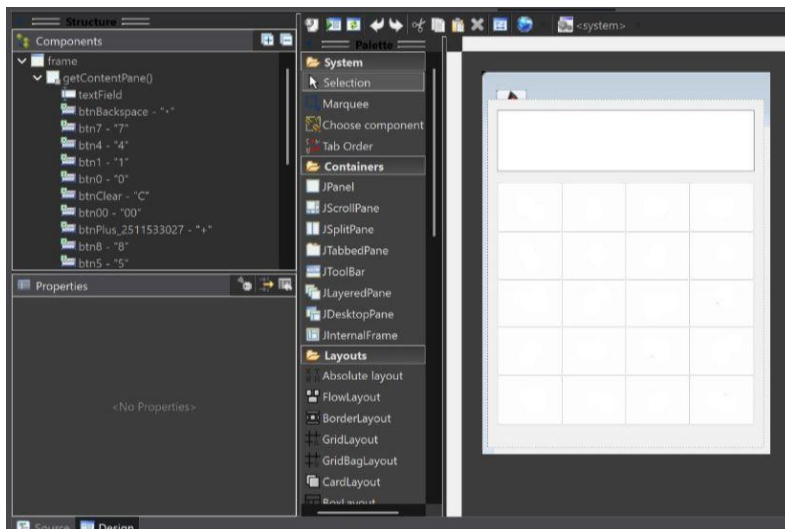 Structure
Components
frame
getContentPane()
textField
btnBackspace - "
btn7 - "7"
btn4 - "4"
btn1 - "1"
btn0 - "0"
btnClear - "C"
btn00 - "00"
btnPlus_2511533027 - "+"
btn8 - "8"
btn5 - "5"
Properties
<No Properties>
Source
Design
Palette
System
Selection
Marquee
Choose component
Tab Order
Containers
JPanel
JScrollPane
JSplitPane
JTabbedPane
JToolBar
JLayeredPane
JDesktopPane
JInternalFrame
Layouts
Absolute layout
FlowLayout
BorderLayout
GridLayout
GridBagLayout
CardLayout
BoxLayout
<system>